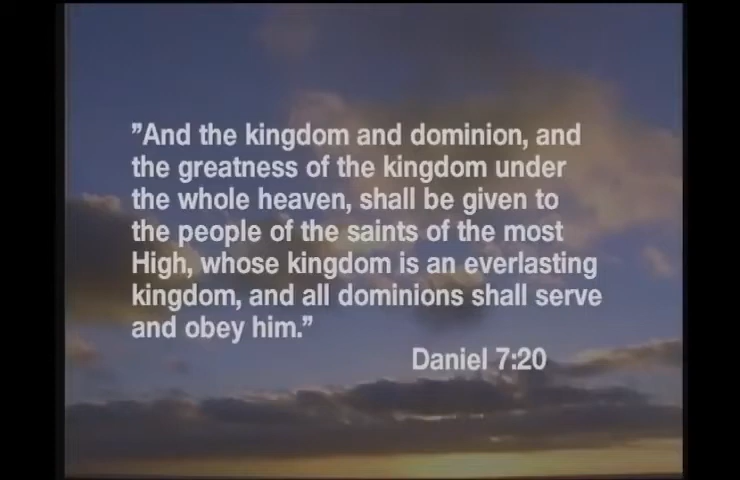 ”And the kingdom and dominion, and
the greatness of the kingdom under
the whole heaven, shall be given to
the people of the saints of the most
High, whose kingdom is an everlasting
kingdom, and all dominions shall serve
and obey him.”
Daniel 7:20